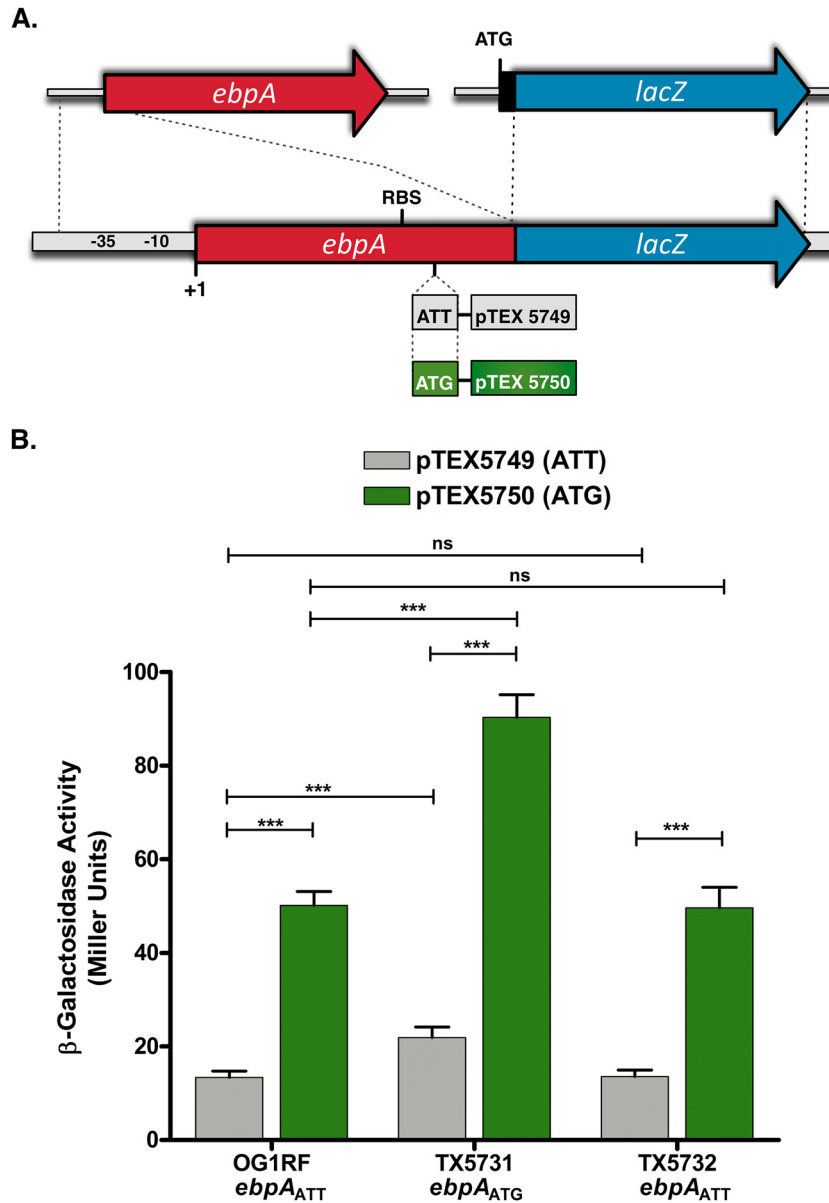 A.
ATG
ebpA
lacZ
RBS
-35
-10
ebpA
lacZ
+1
ATT
pTEX 5749
ATG
pTEX 5750
B.
pTEX5749 (ATT)
pTEX5750 (ATG)
ns
ns
***
***
100
80
60
40
20
0
***
***
***
β-Galactosidase Activity
(Miller Units)
OG1RF
ebpAATT
TX5731
ebpAATG
TX5732
ebpAATT